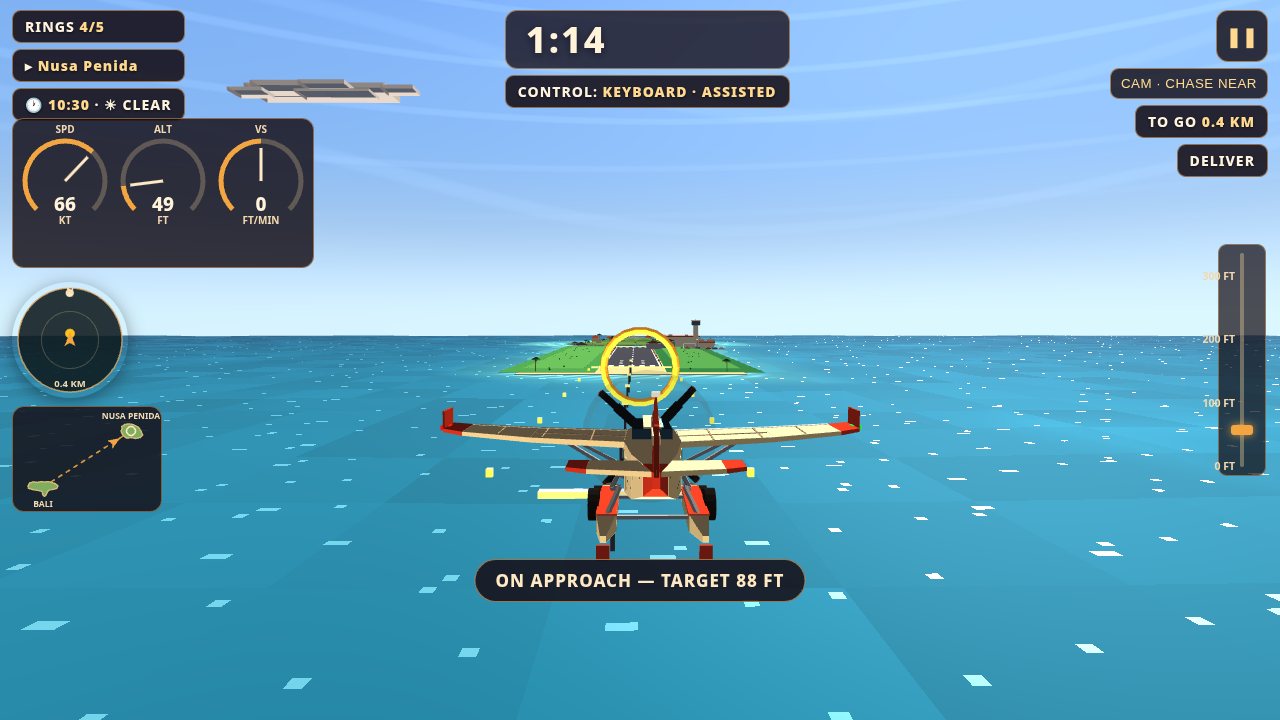 RINGS 4/5
▸ Nusa Penida
🕙 10:30 · ☀ CLEAR
SPD
ALT
VS
66
49
0
KT
FT
FT/MIN
0.4 KM
NUSA PENIDA
BALI
1:14
CONTROL: KEYBOARD · ASSISTED
CAM · CHASE NEAR
TO GO 0.4 KM
DELIVER
300 FT
200 FT
100 FT
0 FT
ON APPROACH — TARGET 88 FT